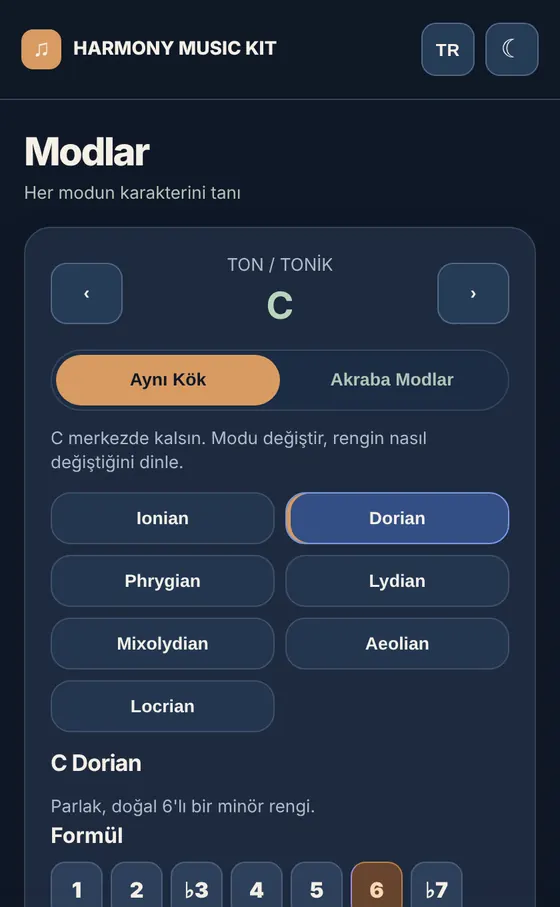 ♫ HARMONY MUSIC KIT TR ☾
Modlar
Her modun karakterini tanı
TON / TONİK
‹ C ›
Aynı Kök Akraba Modlar
C merkezde kalsın. Modu değiştir, rengin nasıl
değiştiğini dinle.
Ionian Dorian
Phrygian Lydian
Mixolydian Aeolian
Locrian
C Dorian
Parlak, doğal 6'lı bir minör rengi.
Formül
1 2 ♭3 4 5 6 ♭7